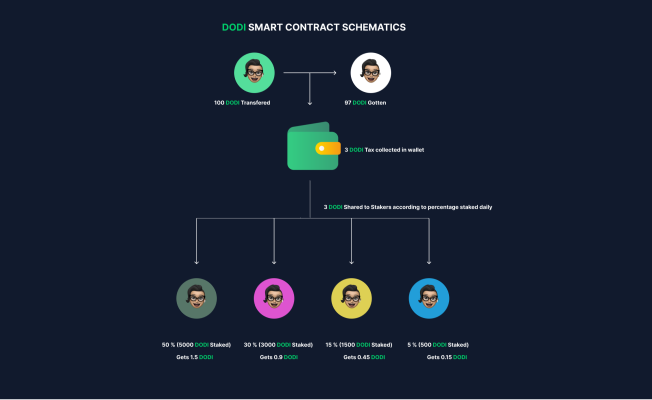 DODI SMART CONTRACT SCHEMATICS
100 DODI Transfered
97 DODI Gotten
3 DODI Tax collected in wallet
3 DODI Shared to Stakers according to percentage staked daily
50 % (5000 DODI Staked)
Gets 1.5 DODI
30 % (3000 DODI Staked)
Gets 0.9 DODI
15 % (1500 DODI Staked)
Gets 0.45 DODI
5 % (500 DODI Staked)
Gets 0.15 DODI